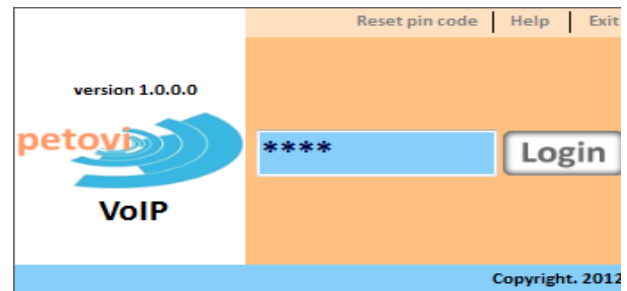 Reset pin code | Help | Exit
version 1.0.0.0
petovi
VoIP
****
Login
Copyright. 2012